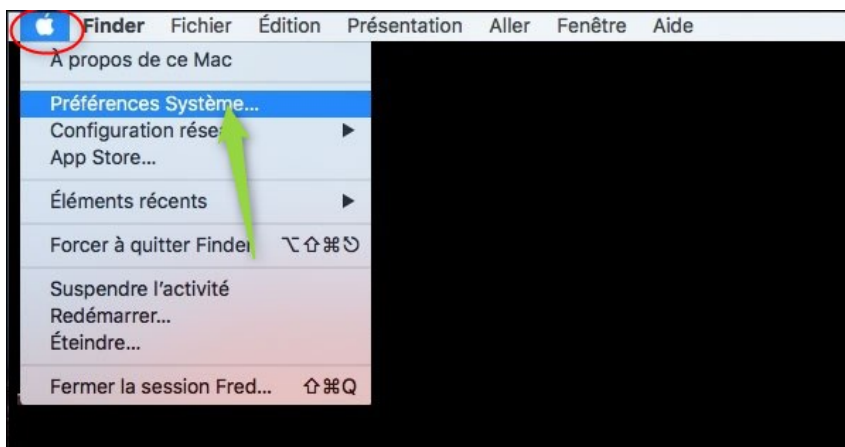 Finder Fichier Édition Présentation Aller Fenêtre Aide
À propos de ce Mac
Préférences Système...
Configuration
App Store...
Éléments récents
Forcer à quitter Finder ⌥⇧⌘⎋
Suspendre l'activité
Redémarrer...
Éteindre...
Fermer la session Fred... ⇧⌘Q